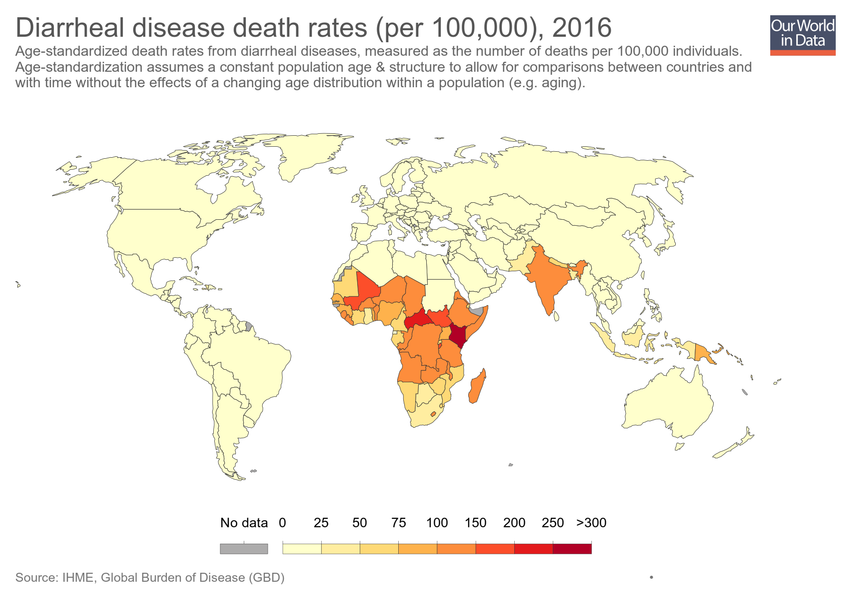 Diarrheal disease death rates (per 100,000), 2016
Our World
in Data
Age-standardized death rates from diarrheal diseases, measured as the number of deaths per 100,000 individuals.
Age-standardization assumes a constant population age & structure to allow for comparisons between countries and
with time without the effects of a changing age distribution within a population (e.g. aging).
No data 0 25 50 75 100 150 200 250 >300
Source: IHME, Global Burden of Disease (GBD)